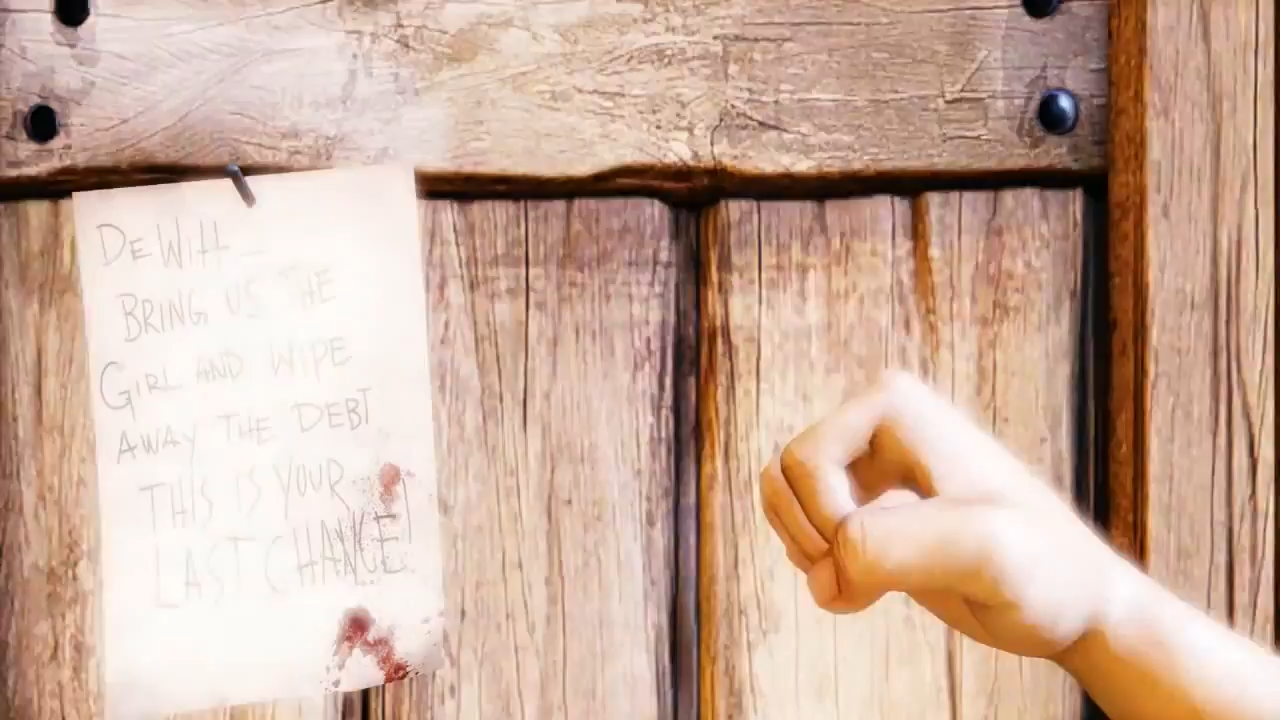 DEWitt—
BRING US THE
GIRL AND WIPE
AWAY THE DEBT
THIS IS YOUR
LAST CHANCE!